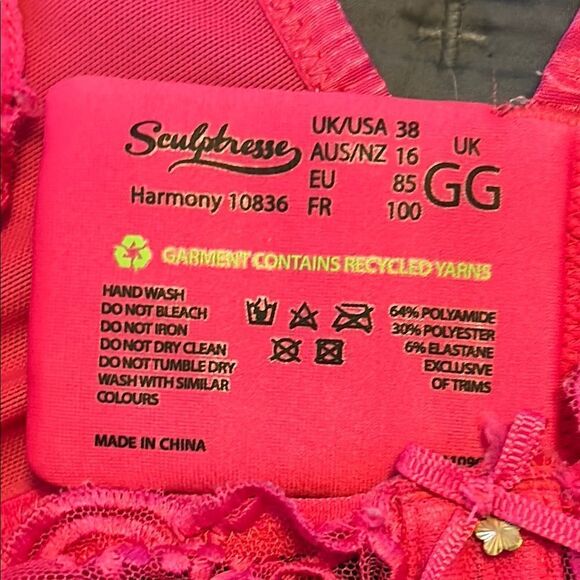 Sculptresse
Harmony 10836
UK/USA 38
AUS/NZ 16
EU 85
FR 100
UK
GG
GARMENT CONTAINS RECYCLED YARNS
HAND WASH
DO NOT BLEACH
DO NOT IRON
DO NOT DRY CLEAN
DO NOT TUMBLE DRY
WASH WITH SIMILAR
COLOURS
64% POLYAMIDE
30% POLYESTER
6% ELASTANE
EXCLUSIVE
OF TRIMS
MADE IN CHINA